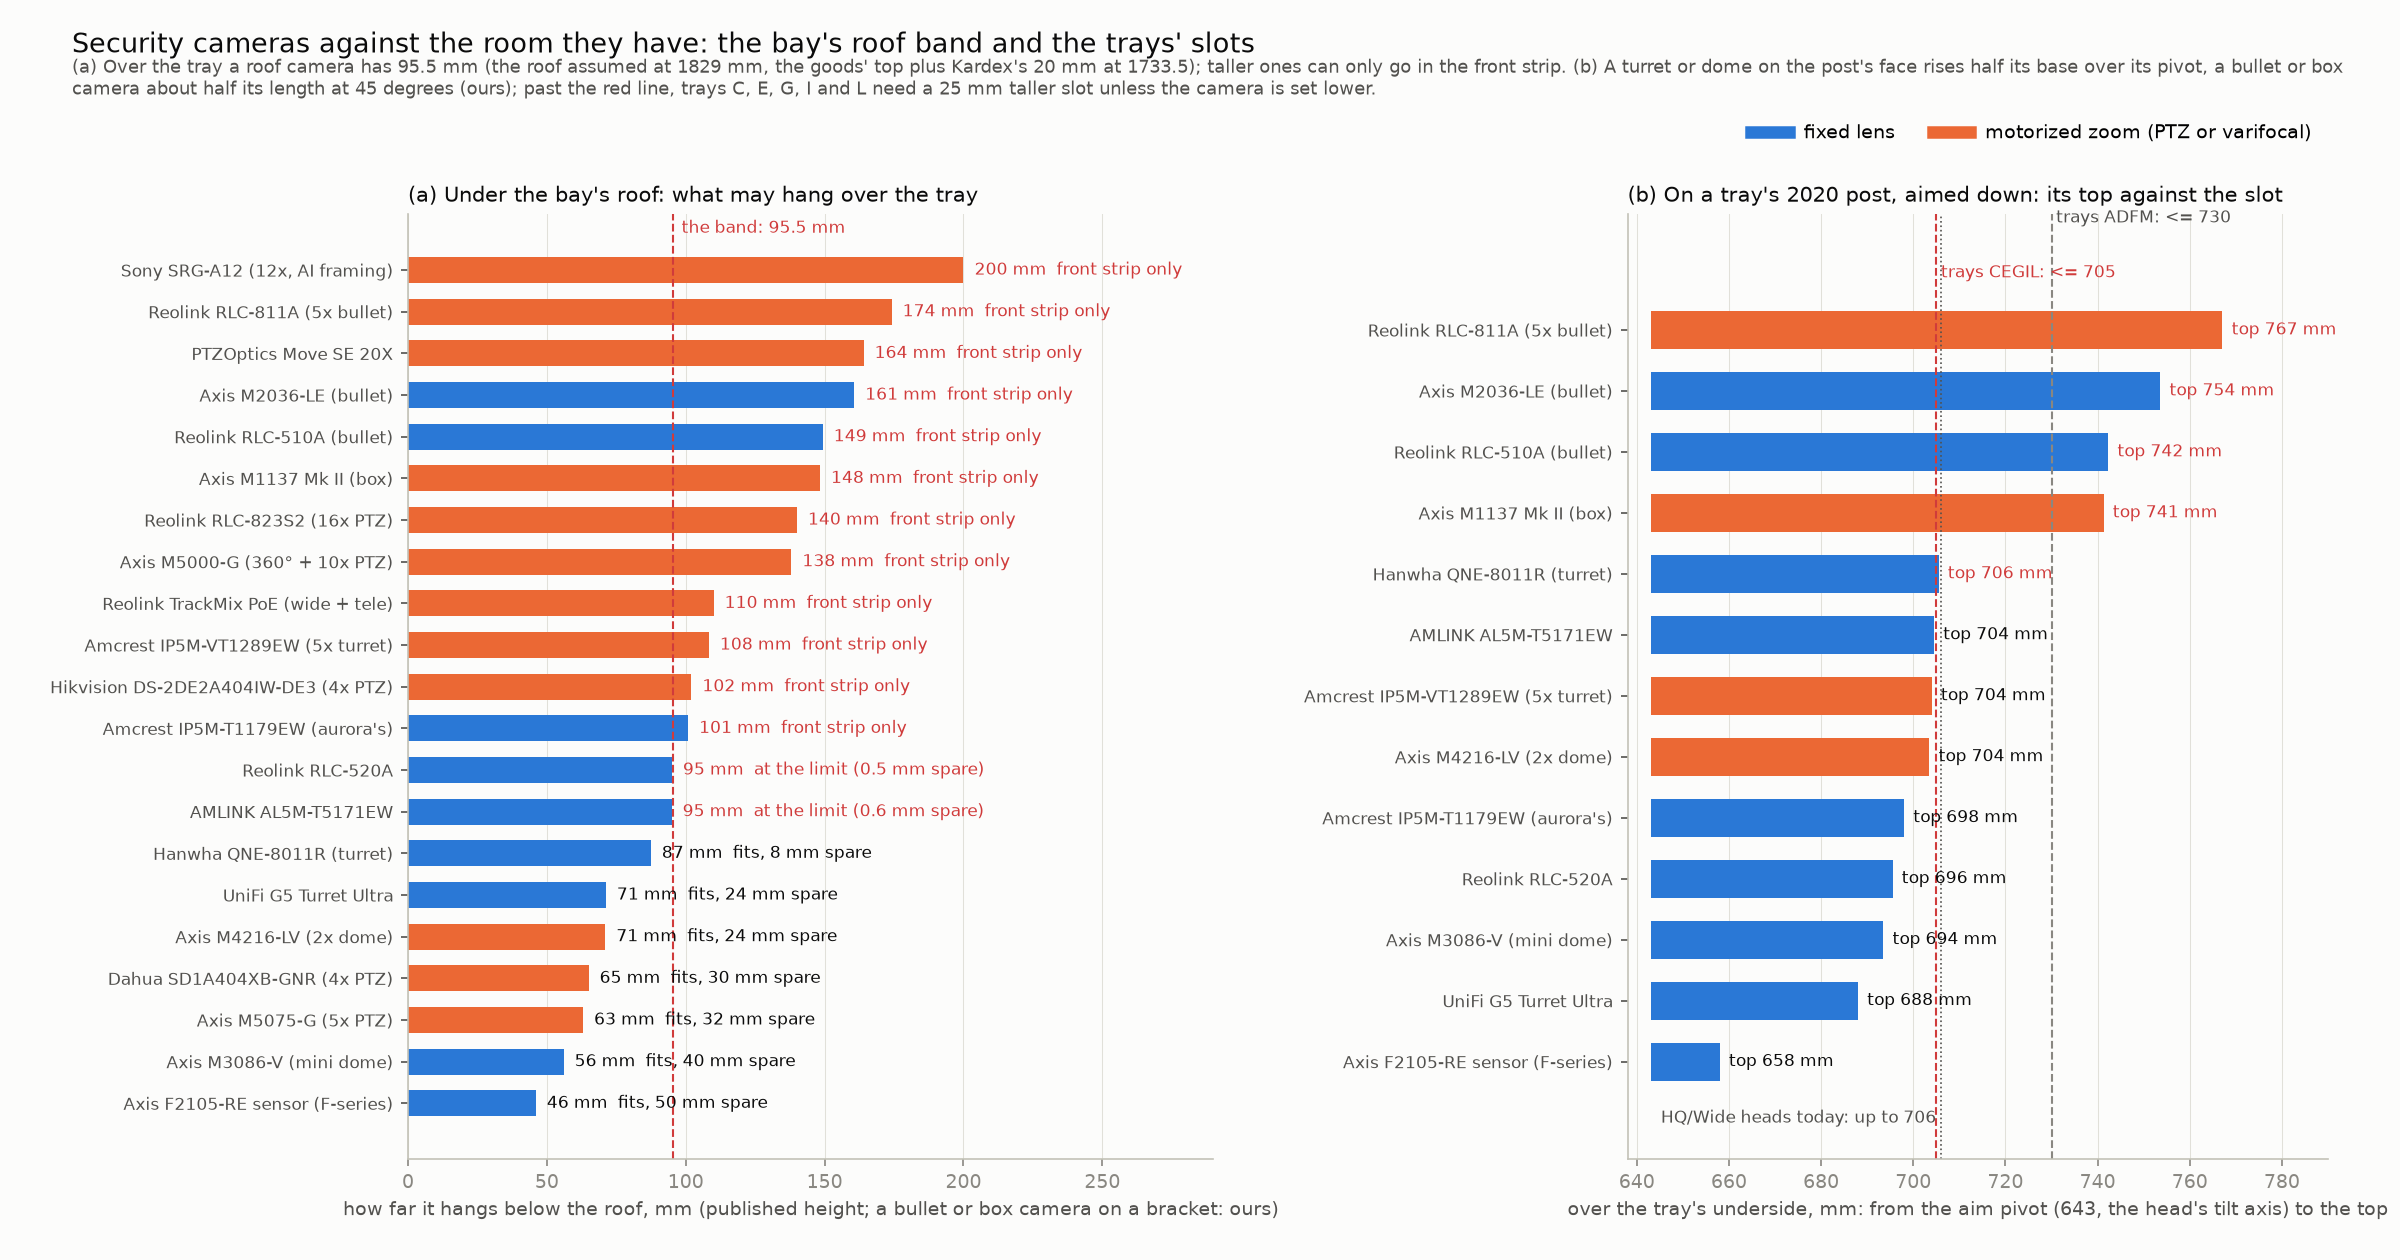 Security cameras against the room they have: the bay's roof band and the trays' slots
(a) Over the tray a roof camera has 95.5 mm (the roof assumed at 1829 mm, the goods' top plus Kardex's 20 mm at 1733.5); taller ones can only go in the front strip. (b) A turret or dome on the post's face rises half its base over its pivot, a bullet or box
camera about half its length at 45 degrees (ours); past the red line, trays C, E, G, I and L need a 25 mm taller slot unless the camera is set lower.
fixed lens
motorized zoom (PTZ or varifocal)
(a) Under the bay's roof: what may hang over the tray
the band: 95.5 mm
Sony SRG-A12 (12x, AI framing) 200 mm front strip only
Reolink RLC-811A (5x bullet) 174 mm front strip only
PTZOptics Move SE 20X 164 mm front strip only
Axis M2036-LE (bullet) 161 mm front strip only
Reolink RLC-510A (bullet) 149 mm front strip only
Axis M1137 Mk II (box) 148 mm front strip only
Reolink RLC-823S2 (16x PTZ) 140 mm front strip only
Axis M5000-G (360° + 10x PTZ) 138 mm front strip only
Reolink TrackMix PoE (wide + tele) 110 mm front strip only
Amcrest IP5M-VT1289EW (5x turret) 108 mm front strip only
Hikvision DS-2DE2A404IW-DE3 (4x PTZ) 102 mm front strip only
Amcrest IP5M-T1179EW (aurora's) 101 mm front strip only
Reolink RLC-520A 95 mm at the limit (0.5 mm spare)
AMLINK AL5M-T5171EW 95 mm at the limit (0.6 mm spare)
Hanwha QNE-8011R (turret) 87 mm fits, 8 mm spare
UniFi G5 Turret Ultra 71 mm fits, 24 mm spare
Axis M4216-LV (2x dome) 71 mm fits, 24 mm spare
Dahua SD1A404XB-GNR (4x PTZ) 65 mm fits, 30 mm spare
Axis M5075-G (5x PTZ) 63 mm fits, 32 mm spare
Axis M3086-V (mini dome) 56 mm fits, 40 mm spare
Axis F2105-RE sensor (F-series) 46 mm fits, 50 mm spare
0 50 100 150 200 250
how far it hangs below the roof, mm (published height; a bullet or box camera on a bracket: ours)
(b) On a tray's 2020 post, aimed down: its top against the slot
trays ADFM: <= 730
trays CEGIL: <= 705
Reolink RLC-811A (5x bullet) top 767 mm
Axis M2036-LE (bullet) top 754 mm
Reolink RLC-510A (bullet) top 742 mm
Axis M1137 Mk II (box) top 741 mm
Hanwha QNE-8011R (turret) top 706 mm
AMLINK AL5M-T5171EW top 704 mm
Amcrest IP5M-VT1289EW (5x turret) top 704 mm
Axis M4216-LV (2x dome) top 704 mm
Amcrest IP5M-T1179EW (aurora's) top 698 mm
Reolink RLC-520A top 696 mm
Axis M3086-V (mini dome) top 694 mm
UniFi G5 Turret Ultra top 688 mm
Axis F2105-RE sensor (F-series) top 658 mm
HQ/Wide heads today: up to 706
640 660 680 700 720 740 760 780
over the tray's underside, mm: from the aim pivot (643, the head's tilt axis) to the top